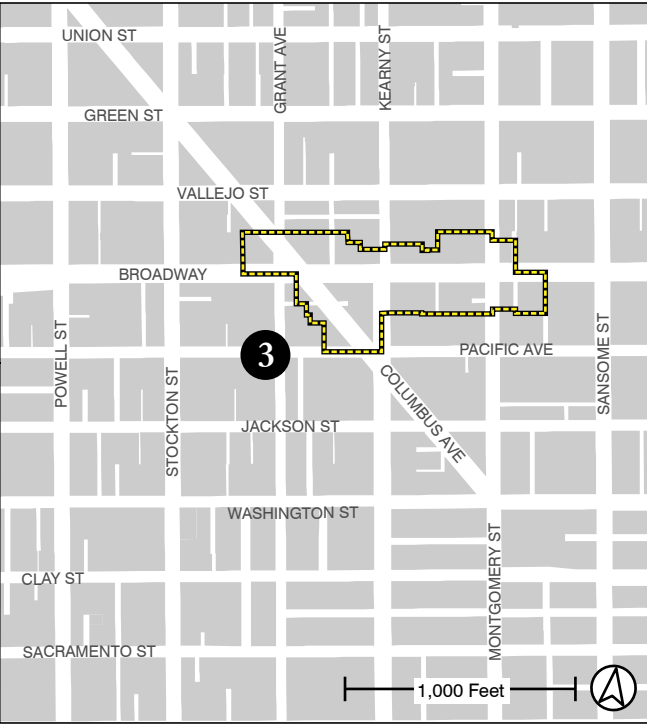 UNION ST
GRANT AVE
KEARNY ST
GREEN ST
VALLEJO ST
BROADWAY
3
PACIFIC AVE
POWELL ST
STOCKTON ST
SANSOME ST
COLUMBUS AVE
JACKSON ST
WASHINGTON ST
MONTGOMERY ST
CLAY ST
SACRAMENTO ST
1,000 Feet